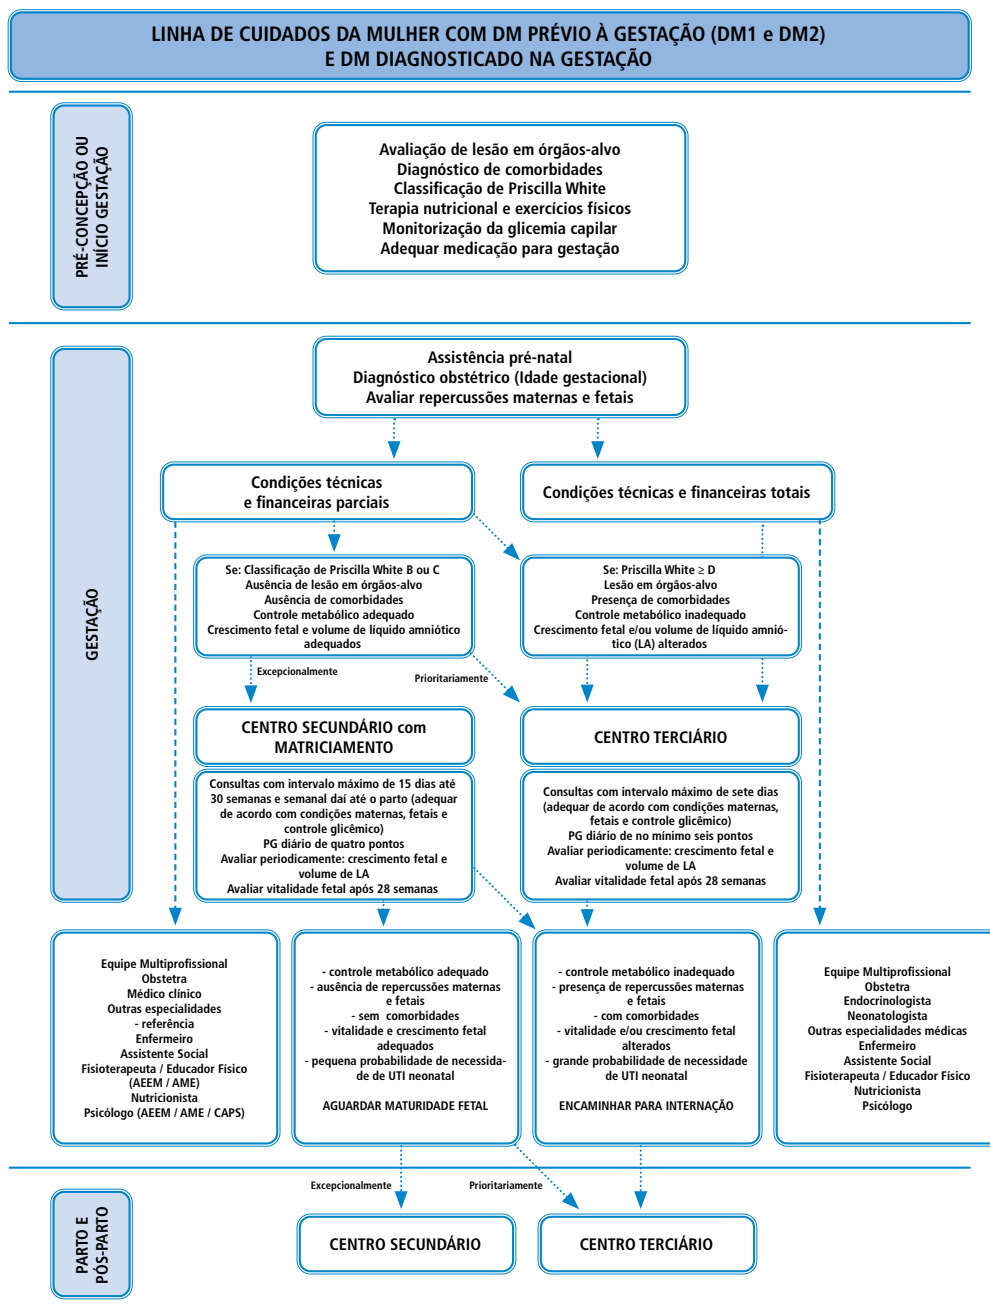 LINHA DE CUIDADOS DA MULHER COM DM PRÉVIO À GESTAÇÃO (DM1 e DM2)
E DM DIAGNOSTICADO NA GESTAÇÃO
PRÉ-CONCEPÇÃO OU
INÍCIO GESTAÇÃO
Avaliação de lesão em órgãos-alvo
Diagnóstico de comorbidades
Classificação de Priscilla White
Terapia nutricional e exercícios físicos
Monitorização da glicemia capilar
Adequar medicação para gestação
GESTAÇÃO
Assistência pré-natal
Diagnóstico obstétrico (Idade gestacional)
Avaliar repercussões maternas e fetais
Condições técnicas
e financeiras parciais
Condições técnicas e financeiras totais
Se: Classificação de Priscilla White B ou C
Ausência de lesão em órgãos-alvo
Ausência de comorbidades
Controle metabólico adequado
Crescimento fetal e volume de líquido amniótico
adequados
Se: Priscilla White ≥ D
Lesão em órgãos-alvo
Presença de comorbidades
Controle metabólico inadequado
Crescimento fetal e/ou volume de líquido amnió-
tico (LA) alterados
Excepcionalmente
Prioritariamente
CENTRO SECUNDÁRIO com
MATRICIAMENTO
CENTRO TERCIÁRIO
Consultas com intervalo máximo de 15 dias até
30 semanas e semanal daí até o parto (adequar
de acordo com condições maternas, fetais e
controle glicêmico)
PG diário de quatro pontos
Avaliar periodicamente: crescimento fetal e
volume de LA
Avaliar vitalidade fetal após 28 semanas
Consultas com intervalo máximo de sete dias
(adequar de acordo com condições maternas,
fetais e controle glicêmico)
PG diário de no mínimo seis pontos
Avaliar periodicamente: crescimento fetal e
volume de LA
Avaliar vitalidade fetal após 28 semanas
Equipe Multiprofissional
Obstetra
Médico clínico
Outras especialidades
- referência
Enfermeiro
Assistente Social
Fisioterapeuta / Educador Físico
(AEEM / AME)
Nutricionista
Psicólogo (AEEM / AME / CAPS)
- controle metabólico adequado
- ausência de repercussões maternas
e fetais
- sem comorbidades
- vitalidade e crescimento fetal
adequados
- pequena probabilidade de necessida-
de de UTI neonatal
AGUARDAR MATURIDADE FETAL
- controle metabólico inadequado
- presença de repercussões maternas
e fetais
- com comorbidades
- vitalidade e/ou crescimento fetal
alterados
- grande probabilidade de necessidade
de UTI neonatal
ENCAMINHAR PARA INTERNAÇÃO
Equipe Multiprofissional
Obstetra
Endocrinologista
Neonatologista
Outras especialidades médicas
Enfermeiro
Assistente Social
Fisioterapeuta / Educador Físico
Nutricionista
Psicólogo
PARTO E
PÓS-PARTO
Excepcionalmente
Prioritariamente
CENTRO SECUNDÁRIO
CENTRO TERCIÁRIO